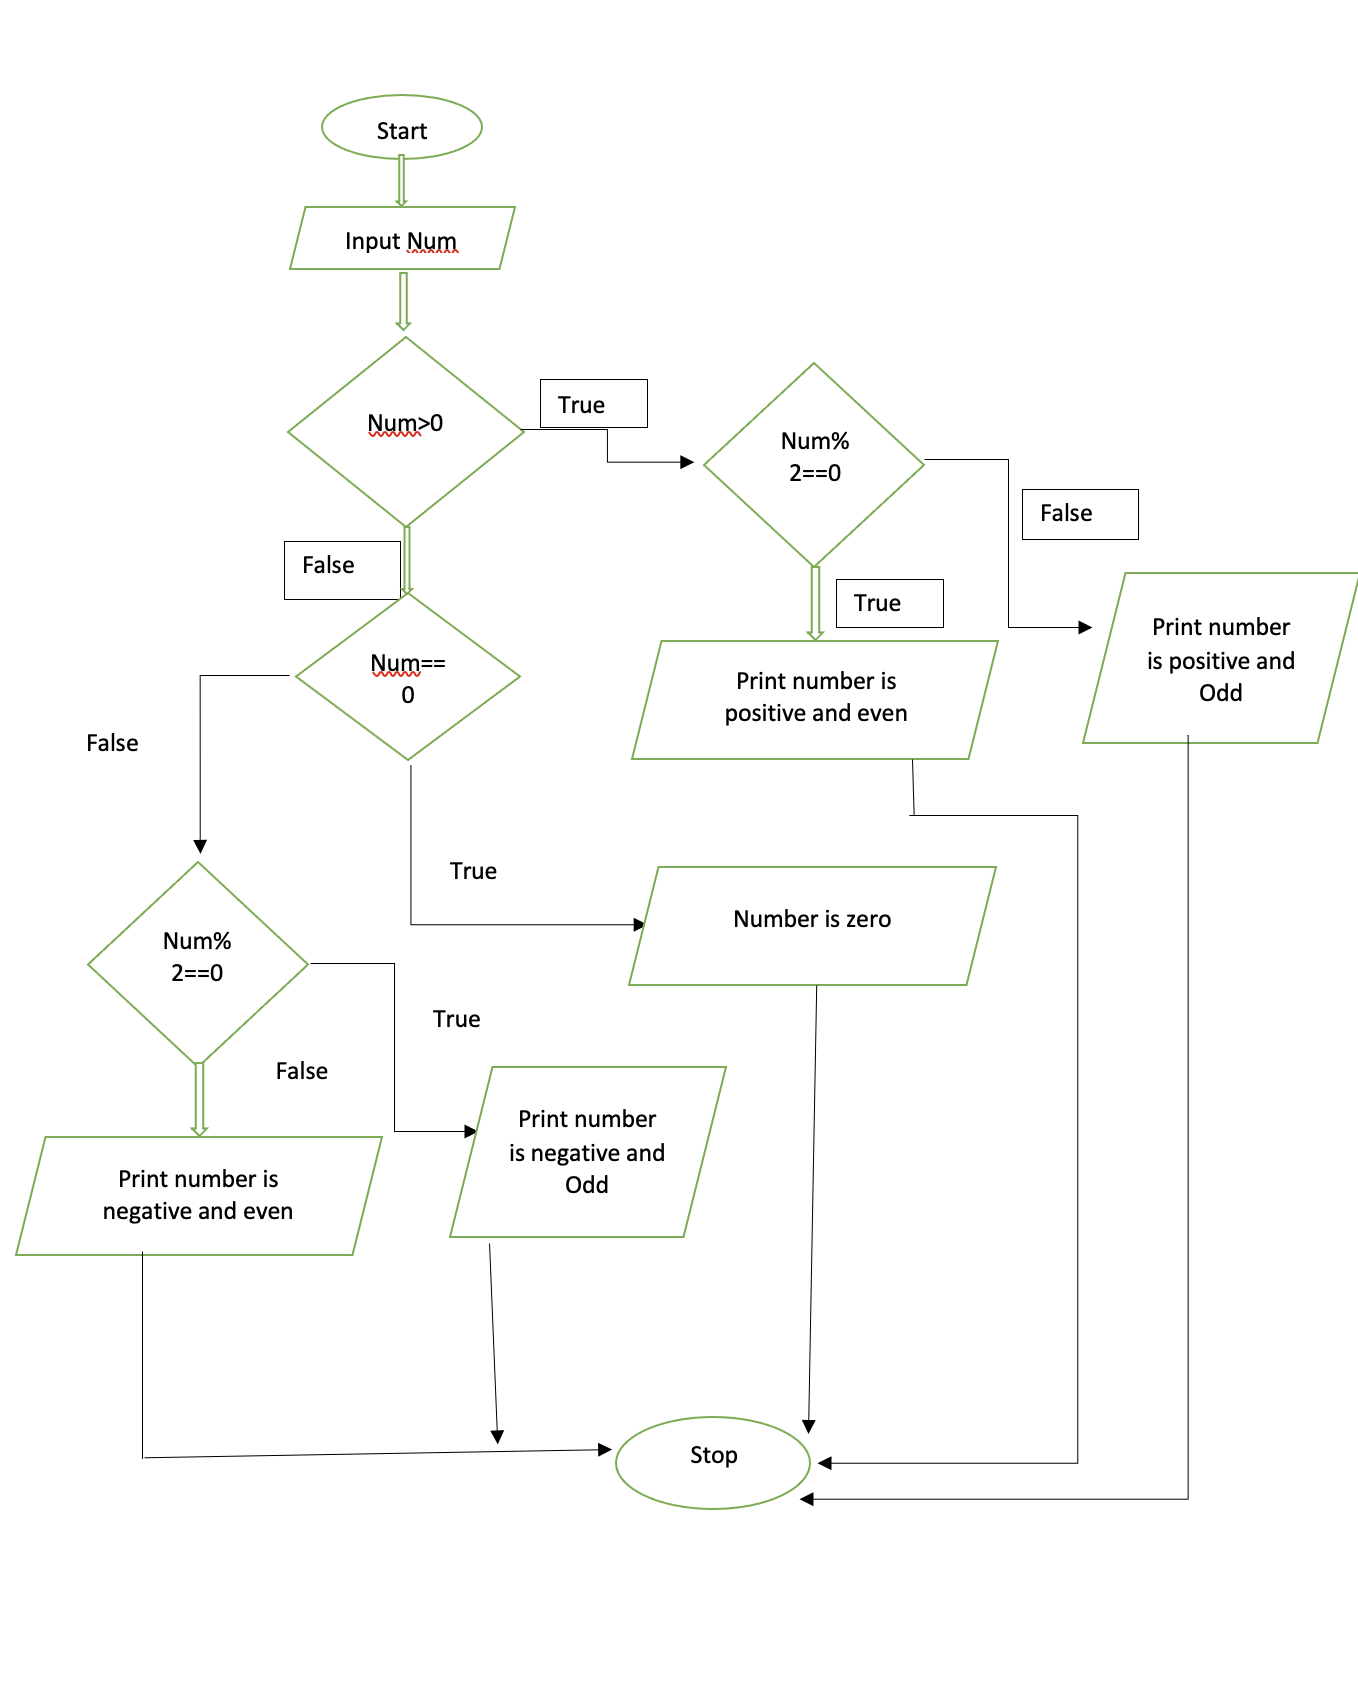 Start
Input Num
Num>0
True
Num%
2==0
False
False
True
Print number
is positive and
Odd
Num==
0
Print number is
positive and even
False
True
Number is zero
Num%
2==0
True
False
Print number
is negative and
Odd
Print number is
negative and even
Stop